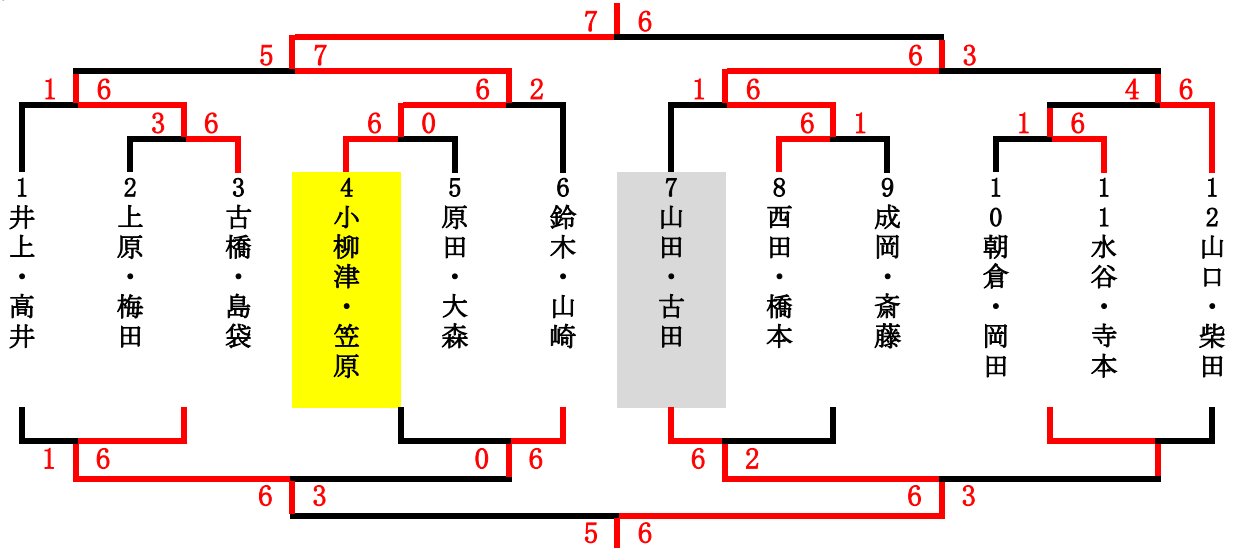 7 6
5 7 6 3
1 6 6 2 1 6 4 6
3 6 6 0 6 1 1 6
1井上・高井
2上原・梅田
3古橋・島袋
4小柳津・笠原
5原田・大森
6鈴木・山崎
7山田・古田
8西田・橋本
9成岡・斎藤
10朝倉・岡田
11水谷・寺本
12山口・柴田
1 6 0 6 6 2
6 3 6 3
5 6